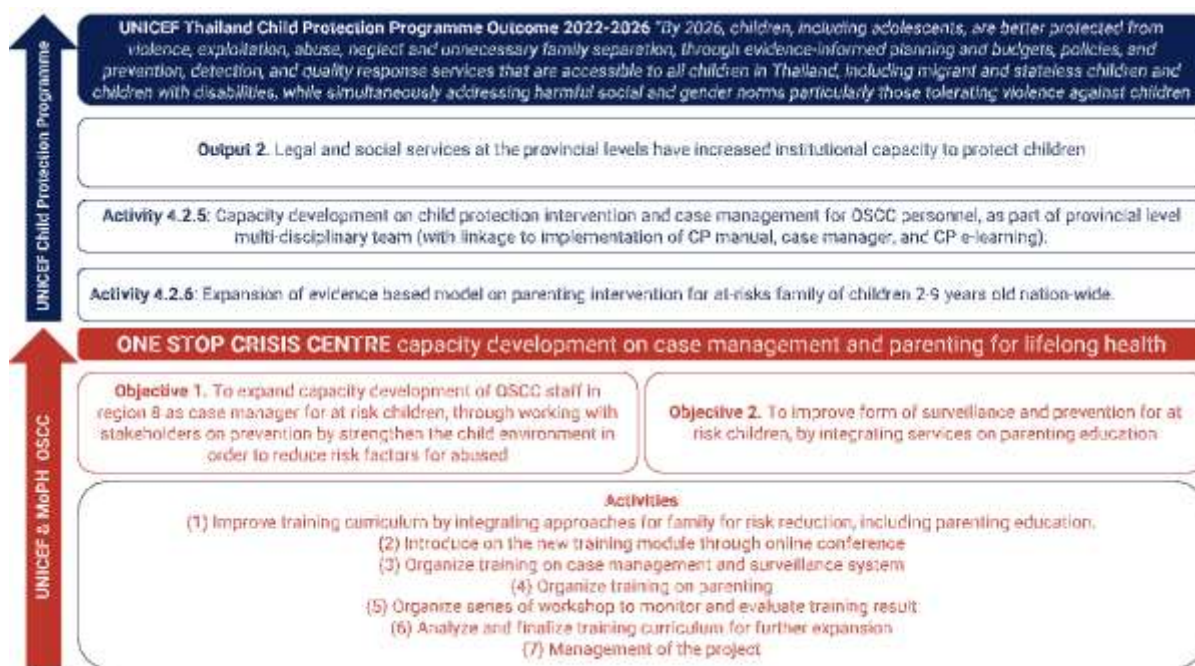 UNICEF Child Protection Programme
UNICEF Thailand Child Protection Programme Outcome 2022-2026 "By 2026, children, including adolescents, are better protected from
violence, exploitation, abuse, neglect and unnecessary family separation, through evidence-informed planning and budgets, policies, and
prevention, detection, and quality response services that are accessible to all children in Thailand, including migrant and stateless children and
children with disabilities, while simultaneously addressing harmful social and gender norms particularly those tolerating violence against children
Output 2. Legal and social services at the provincial levels have increased institutional capacity to protect children
Activity 4.2.5: Capacity development on child protection intervention and case management for OSCC personnel, as part of provincial level
multi-disciplinary team (with linkage to implementation of CP manual, case manager, and CP e-learning).
Activity 4.2.6: Expansion of evidence based model on parenting intervention for at-risks family of children 2-9 years old nation-wide.
UNICEF & MoPH OSCC
ONE STOP CRISIS CENTRE capacity development on case management and parenting for lifelong health
Objective 1. To expand capacity development of OSCC staff in
region 8 as case manager for at risk children, through working with
stakeholders on prevention by strengthen the child environment in
order to reduce risk factors for abused
Objective 2. To improve form of surveillance and prevention for at
risk children, by integrating services on parenting education
Activities
(1) Improve training curriculum by integrating approaches for family for risk reduction, including parenting education.
(2) Introduce on the new training module through online conference
(3) Organize training on case management and surveillance system
(4) Organize training on parenting
(5) Organize series of workshop to monitor and evaluate training result
(6) Analyze and finalize training curriculum for further expansion
(7) Management of the project